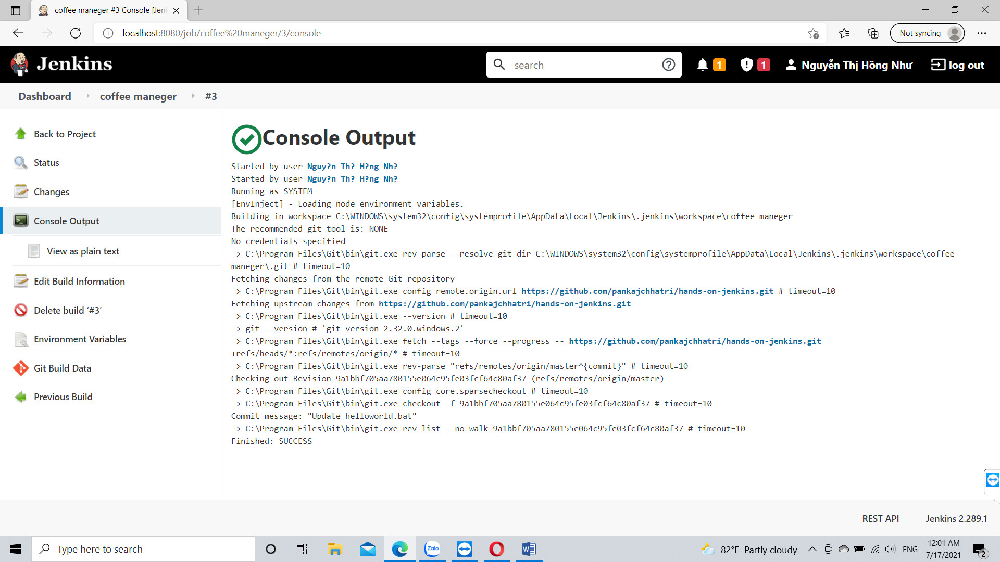 coffee maneger #3 Console [Jenk
localhost:8080/job/coffee%20maneger/3/console
Not syncing
Jenkins
search
1
1
Nguyễn Thị Hồng Như
log out
Dashboard
coffee maneger
#3
Back to Project
Status
Changes
Console Output
View as plain text
Edit Build Information
Delete build ‘#3’
Environment Variables
Git Build Data
Previous Build
Console Output
Started by user Nguy?n Th? H?ng Nh?
Started by user Nguy?n Th? H?ng Nh?
Running as SYSTEM
[EnvInject] - Loading node environment variables.
Building in workspace C:\WINDOWS\system32\config\systemprofile\AppData\Local\Jenkins\.jenkins\workspace\coffee maneger
The recommended git tool is: NONE
No credentials specified
> C:\Program Files\Git\bin\git.exe rev-parse --resolve-git-dir C:\WINDOWS\system32\config\systemprofile\AppData\Local\Jenkins\.jenkins\workspace\coffee
maneger\.git # timeout=10
Fetching changes from the remote Git repository
> C:\Program Files\Git\bin\git.exe config remote.origin.url https://github.com/pankajchhatri/hands-on-jenkins.git # timeout=10
Fetching upstream changes from https://github.com/pankajchhatri/hands-on-jenkins.git
> C:\Program Files\Git\bin\git.exe --version # timeout=10
> git --version # 'git version 2.32.0.windows.2'
> C:\Program Files\Git\bin\git.exe fetch --tags --force --progress -- https://github.com/pankajchhatri/hands-on-jenkins.git
+refs/heads/*:refs/remotes/origin/* # timeout=10
> C:\Program Files\Git\bin\git.exe rev-parse "refs/remotes/origin/master^{commit}" # timeout=10
Checking out Revision 9a1bbf705aa780155e064c95fe03fcf64c80af37 (refs/remotes/origin/master)
> C:\Program Files\Git\bin\git.exe config core.sparsecheckout # timeout=10
> C:\Program Files\Git\bin\git.exe checkout -f 9a1bbf705aa780155e064c95fe03fcf64c80af37 # timeout=10
Commit message: "Update helloworld.bat"
> C:\Program Files\Git\bin\git.exe rev-list --no-walk 9a1bbf705aa780155e064c95fe03fcf64c80af37 # timeout=10
Finished: SUCCESS
REST API
Jenkins 2.289.1
Type here to search
Zalo
82°F Partly cloudy
ENG
12:01 AM
7/17/2021
2